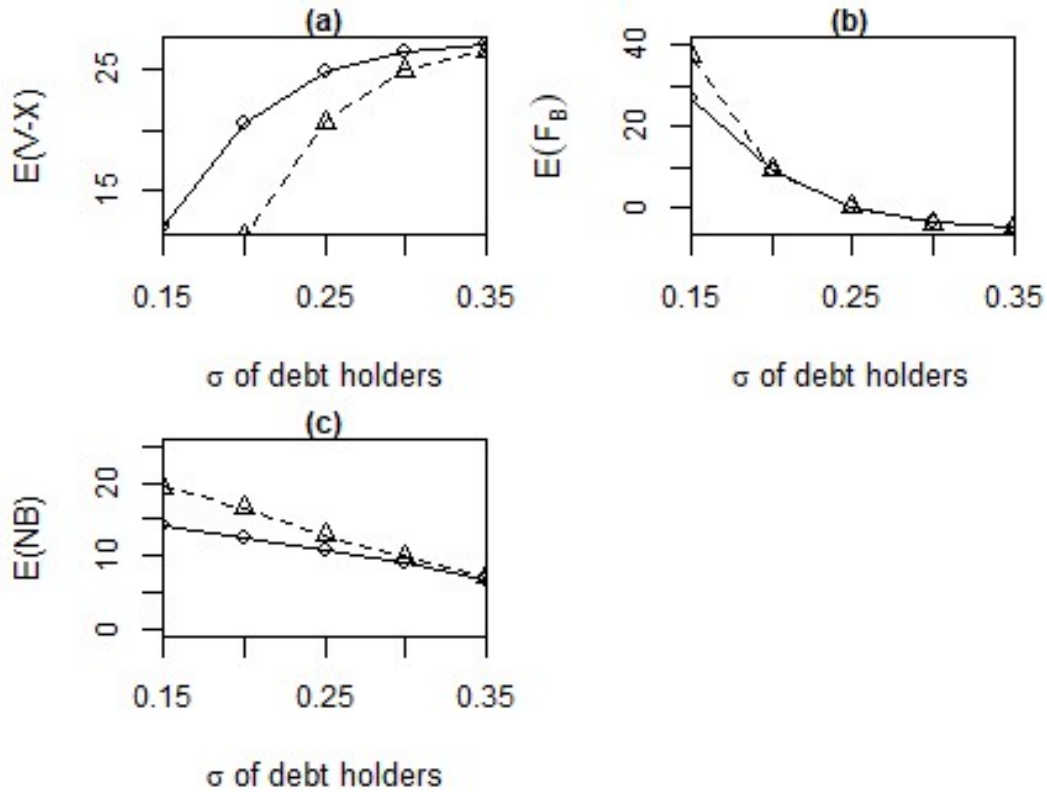 (a)
E(V-X)
25
15
0.15 0.25 0.35
σ of debt holders
(b)
E(F_B)
40
20
0
0.15 0.25 0.35
σ of debt holders
(c)
E(NB)
20
10
0
0.15 0.25 0.35
σ of debt holders